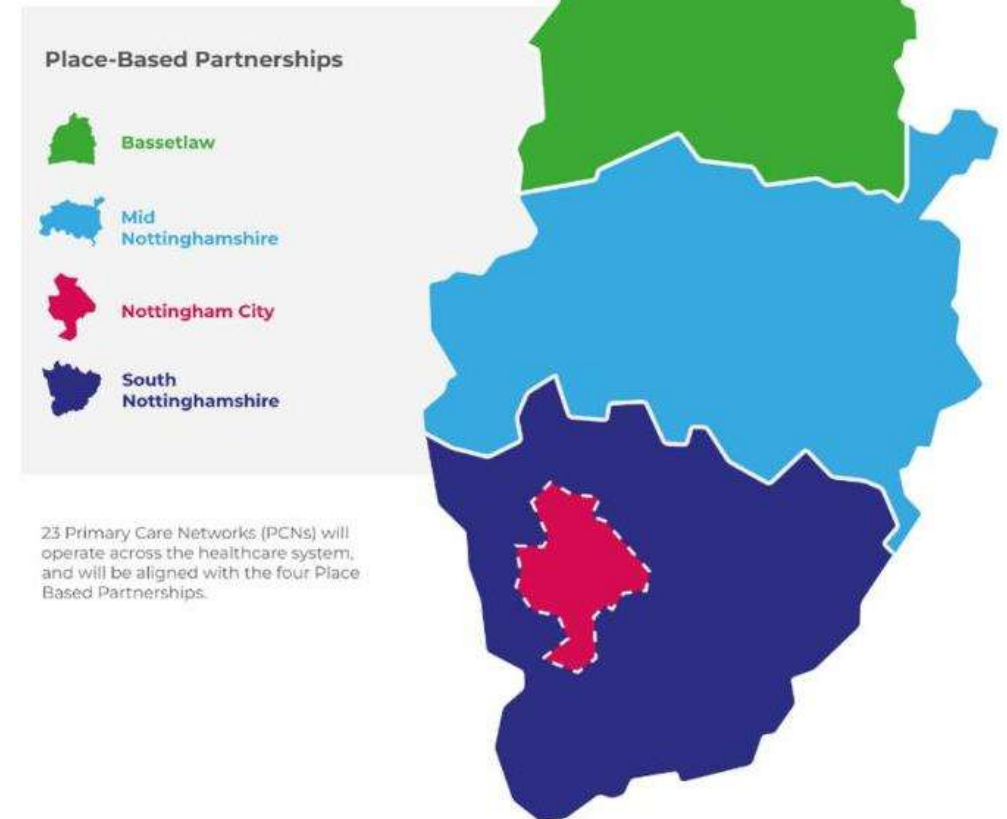 Place-Based Partnerships
Bassetlaw
Mid
Nottinghamshire
Nottingham City
South
Nottinghamshire
23 Primary Care Networks (PCNs) will
operate across the healthcare system,
and will be aligned with the four Place
Based Partnerships.